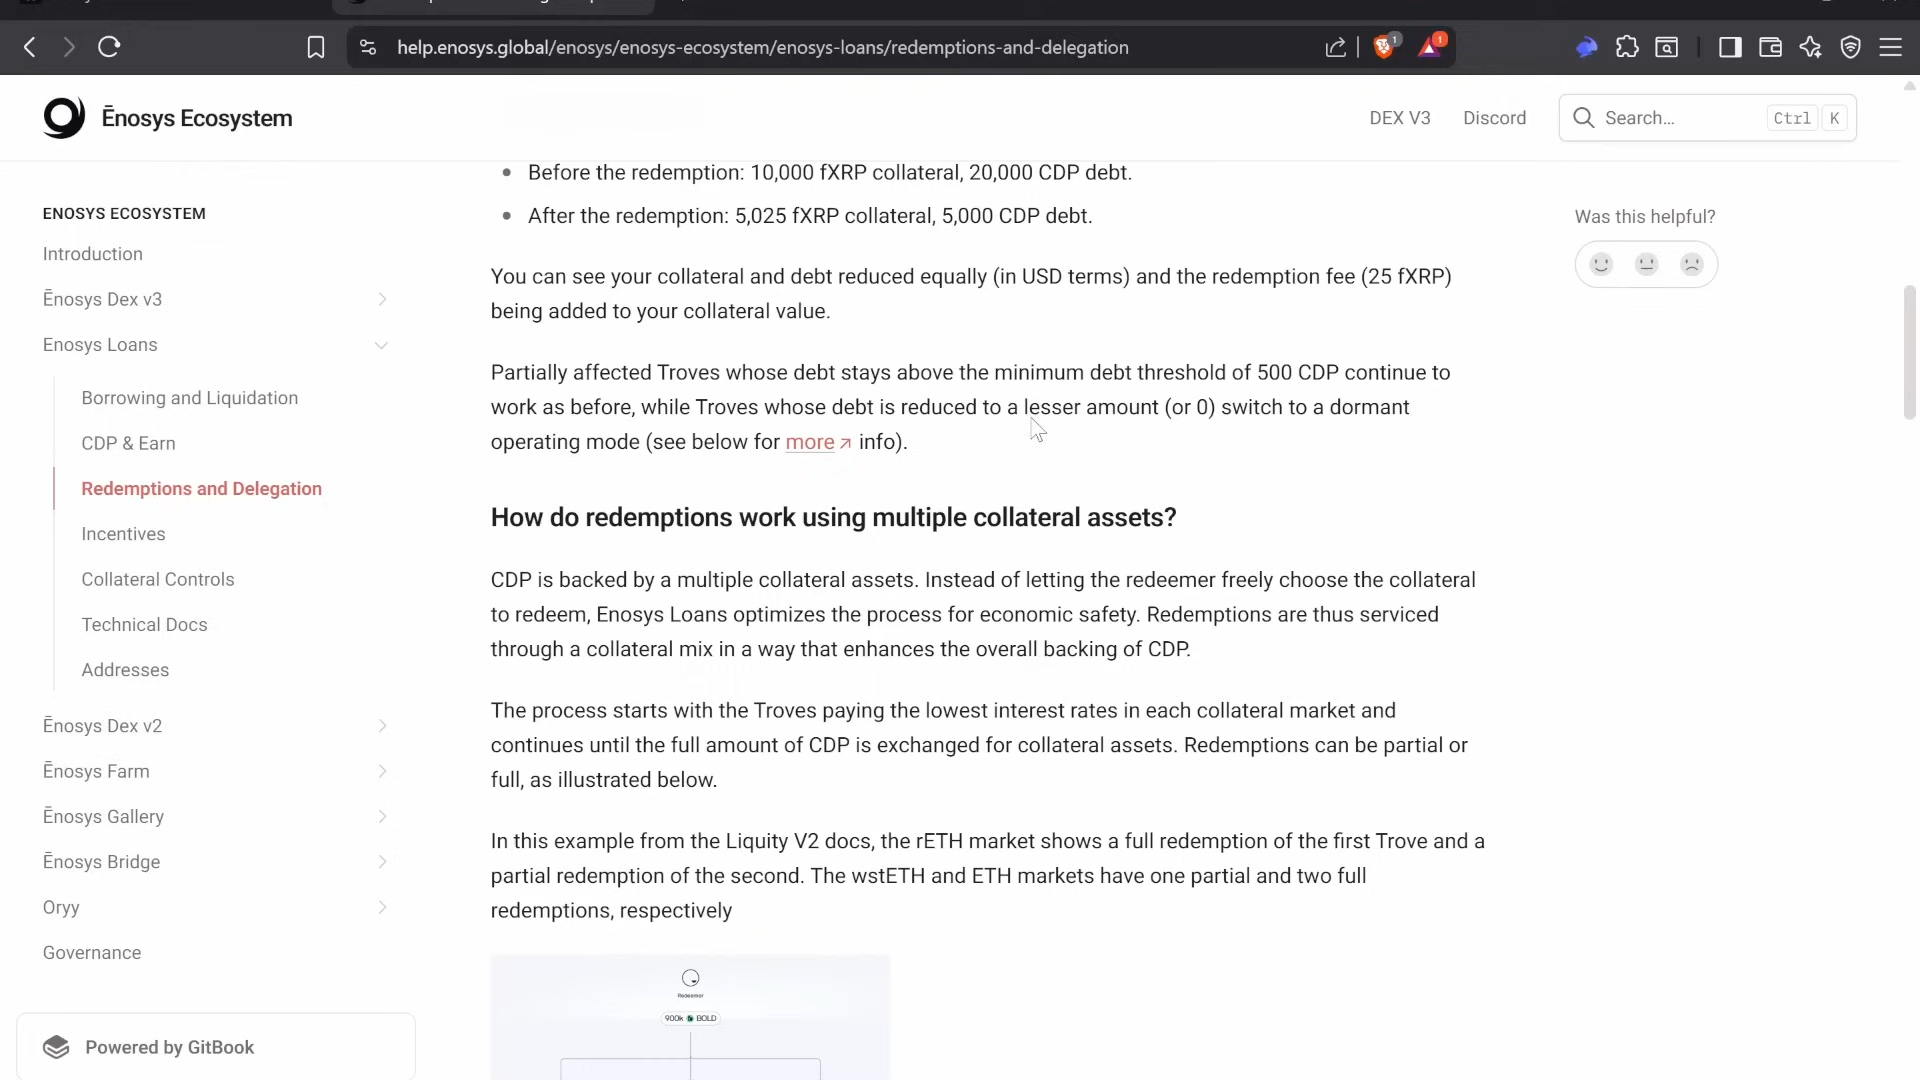 help.enosys.global/enosys/enosys-ecosystem/enosys-loans/redemptions-and-delegation
1
1
Ēnosys Ecosystem
DEX V3
Discord
Search...
Ctrl
K
ENOSYS ECOSYSTEM
Introduction
Ēnosys Dex v3
Enosys Loans
Borrowing and Liquidation
CDP & Earn
Redemptions and Delegation
Incentives
Collateral Controls
Technical Docs
Addresses
Ēnosys Dex v2
Ēnosys Farm
Ēnosys Gallery
Ēnosys Bridge
Oryy
Governance
Powered by GitBook
Before the redemption: 10,000 fXRP collateral, 20,000 CDP debt.
After the redemption: 5,025 fXRP collateral, 5,000 CDP debt.
You can see your collateral and debt reduced equally (in USD terms) and the redemption fee (25 fXRP)
being added to your collateral value.
Partially affected Troves whose debt stays above the minimum debt threshold of 500 CDP continue to
work as before, while Troves whose debt is reduced to a lesser amount (or 0) switch to a dormant
operating mode (see below for more info).
How do redemptions work using multiple collateral assets?
CDP is backed by a multiple collateral assets. Instead of letting the redeemer freely choose the collateral
to redeem, Enosys Loans optimizes the process for economic safety. Redemptions are thus serviced
through a collateral mix in a way that enhances the overall backing of CDP.
The process starts with the Troves paying the lowest interest rates in each collateral market and
continues until the full amount of CDP is exchanged for collateral assets. Redemptions can be partial or
full, as illustrated below.
In this example from the Liquity V2 docs, the rETH market shows a full redemption of the first Trove and a
partial redemption of the second. The wstETH and ETH markets have one partial and two full
redemptions, respectively
Redeemer
900k BOLD
Was this helpful?